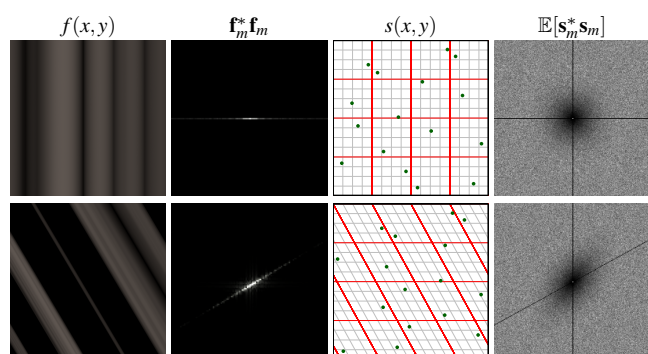 f(x, y) f*ₘfₘ s(x, y) 𝔼[s*ₘsₘ]